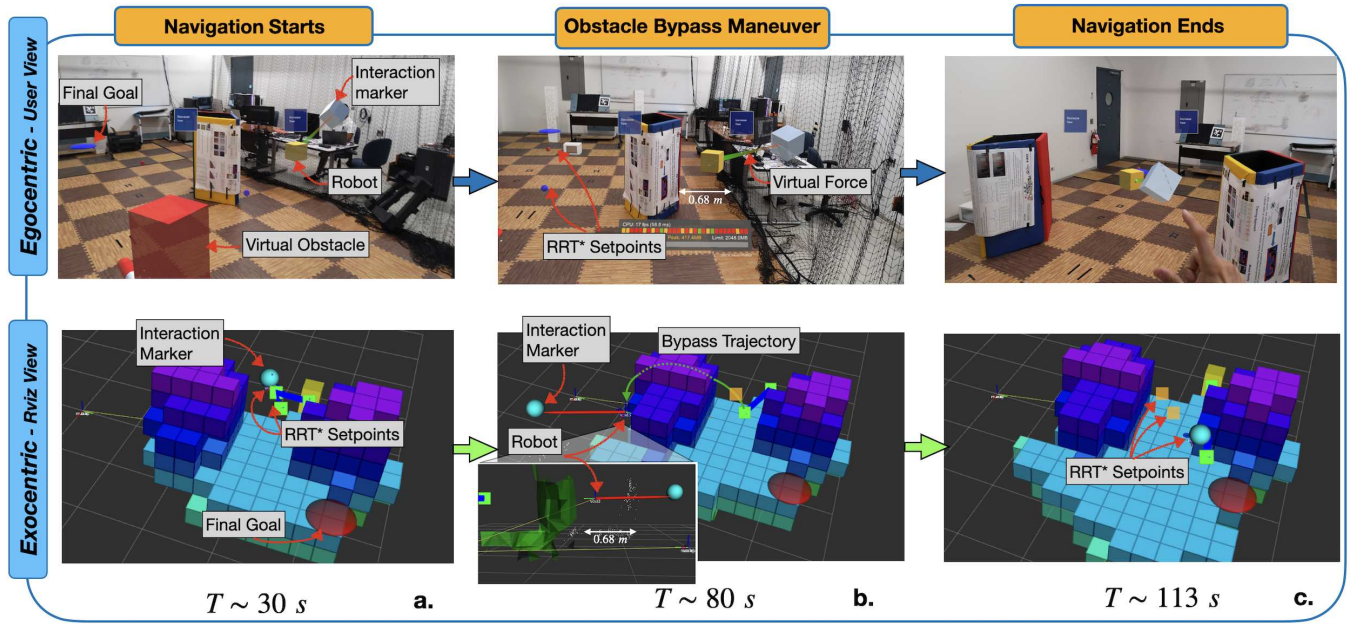 Navigation Starts
Obstacle Bypass Maneuver
Navigation Ends
Egocentric - User View
Final Goal
Interaction
marker
Robot
Virtual Obstacle
Virtual Force
0.68 m
RRT* Setpoints
Exocentric - Rviz View
Interaction
Marker
RRT* Setpoints
Final Goal
Interaction
Marker
Bypass Trajectory
Robot
0.68 m
RRT* Setpoints
T ~ 30 s
a.
T ~ 80 s
b.
T ~ 113 s
c.